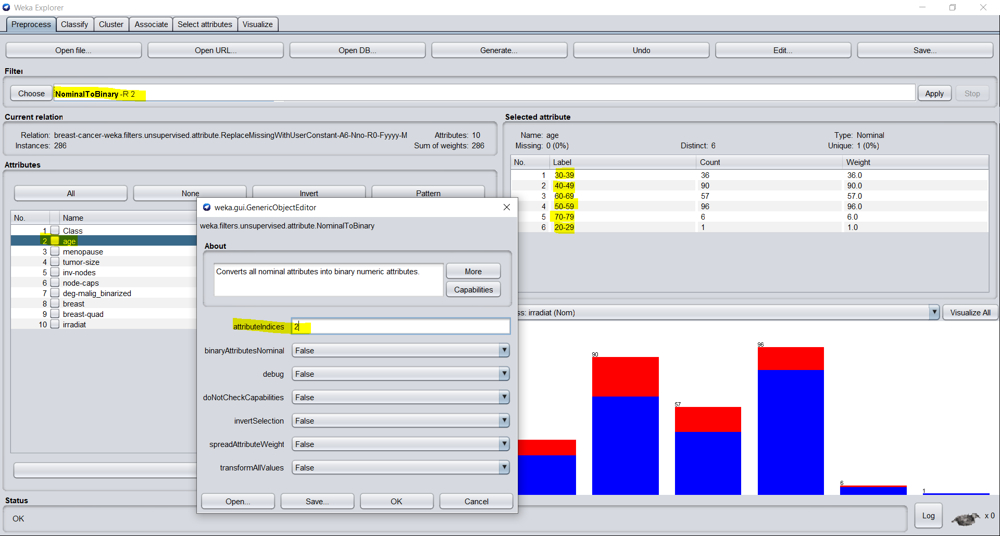 Weka Explorer
Preprocess Classify Cluster Associate Select attributes Visualize
Open file... Open URL... Open DB... Generate... Undo Edit... Save...
Filter
Choose NominalToBinary -R 2 Apply Stop
Current relation
Relation: breast-cancer-weka.filters.unsupervised.attribute.ReplaceMissingWithUserConstant-A6-Nno-R0-Fyyyy-M Attributes: 10
Instances: 286 Sum of weights: 286
Attributes
All None Invert Pattern
No. Name
1 Class
2 age
3 menopause
4 tumor-size
5 inv-nodes
6 node-caps
7 deg-malig_binarized
8 breast
9 breast-quad
10 irradiat
Status
OK
weka.gui.GenericObjectEditor
weka.filters.unsupervised.attribute.NominalToBinary
About
Converts all nominal attributes into binary numeric attributes.
More
Capabilities
attributeIndices 2
binaryAttributesNominal False
debug False
doNotCheckCapabilities False
invertSelection False
spreadAttributeWeight False
transformAllValues False
Open... Save... OK Cancel
Selected attribute
Name: age Type: Nominal
Missing: 0 (0%) Distinct: 6 Unique: 1 (0%)
No. Label Count Weight
1 30-39 36 36.0
2 40-49 90 90.0
3 60-69 57 57.0
4 50-59 96 96.0
5 70-79 6 6.0
6 20-29 1 1.0
ss: irradiat (Nom) Visualize All
90
57
96
6
1
Log x 0